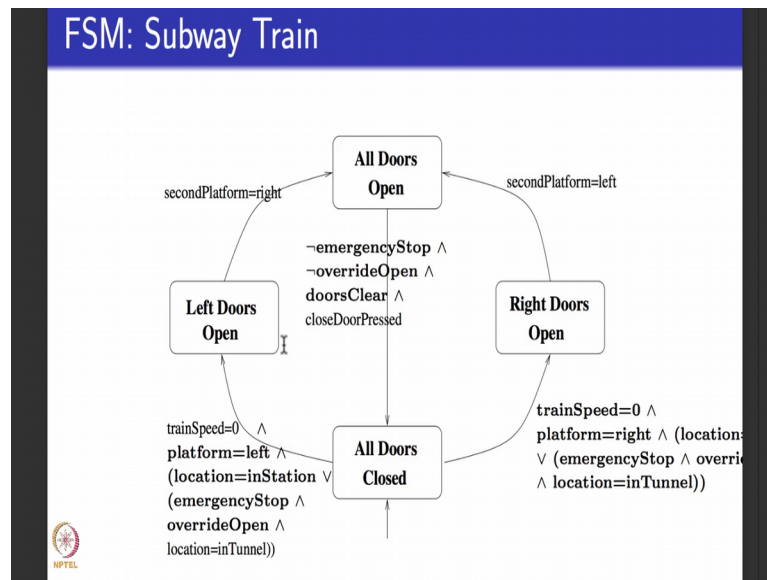 FSM: Subway Train
All Doors
Open
secondPlatform=right
secondPlatform=left
¬emergencyStop ∧
¬overrideOpen ∧
doorsClear ∧
closeDoorPressed
Left Doors
Open
Right Doors
Open
trainSpeed=0 ∧
platform=left ∧
(location=inStation ∨
(emergencyStop ∧
overrideOpen ∧
location=inTunnel))
All Doors
Closed
trainSpeed=0 ∧
platform=right ∧ (location=
∨ (emergencyStop ∧
∧ location=inTunnel))
NPTEL